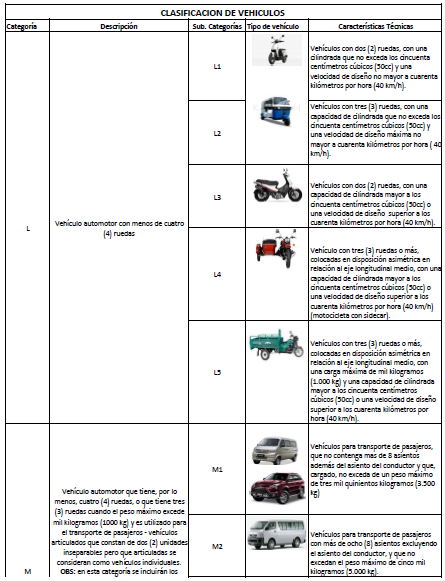 CLASIFICACION DE VEHICULOS
Categoría Descripción Sub. Categorías Tipo de vehículo Características Técnicas
L
Vehículo automotor con menos de cuatro
(4) ruedas
L1
Vehículos con dos (2) ruedas, con una
cilindrada que no exceda los cincuenta
centímetros cúbicos (50cc) y una
velocidad de diseño no mayor a cuarenta
kilómetros por hora (40 km/h).
L2
Vehículos con tres (3) ruedas, con una
capacidad de cilindrada que no exceda los
cincuenta centímetros cúbicos (50cc) y
una velocidad de diseño máxima no
mayor a cuarenta kilómetros por hora ( 40
km/h).
L3
Vehículos con dos (2) ruedas, con una
capacidad de cilindrada mayor a los
cincuenta centímetros cúbicos (50cc) o
una velocidad de diseño superior a los
cuarenta kilómetros por hora (40 km/h).
L4
Vehículo con tres (3) ruedas o más,
colocadas en disposición asimétrica en
relación al eje longitudinal medio, con una
capacidad de cilindrada mayor a los
cincuenta centímetros cúbicos (50cc) o
una velocidad de diseño superior a los
cuarenta kilómetros por hora (40 km/h)
(motocicleta con sidecar).
L5
Vehículos con tres (3) ruedas o más,
colocadas en disposición asimétrica en
relación al eje longitudinal medio, con
una carga máxima de mil kilogramos
(1.000 kg) y una capacidad de cilindrada
mayor a los cincuenta centímetros
cúbicos (50cc) o una velocidad de diseño
superior a los cuarenta kilómetros por
hora (40 km/h).
M
Vehículo automotor que tiene, por lo
menos, cuatro (4) ruedas, o que tiene tres
(3) ruedas cuando el peso máximo excede
mil kilogramos (1000 kg) y es utilizado para
el transporte de pasajeros - vehículos
articulados que constan de dos (2) unidades
inseparables pero que articuladas se
consideran como vehículos individuales.
OBS: en esta categoría se incluirán los
M1
Vehículos para transporte de pasajeros,
que no contenga mas de 8 asientos
además del asiento del conductor y que,
cargado, no exceda de un peso máximo
de tres mil quinientos kilogramos (3.500
kg)
M2
Vehículos para transporte de pasajeros
con más de ocho (8) asientos excluyendo
el asiento del conductor, y que no
excedan el peso máximo de cinco mil
kilogramos (5.000 kg).